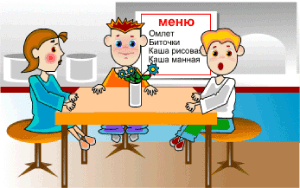 меню
Омлет
Биточки
Каша рисовая
Каша манная